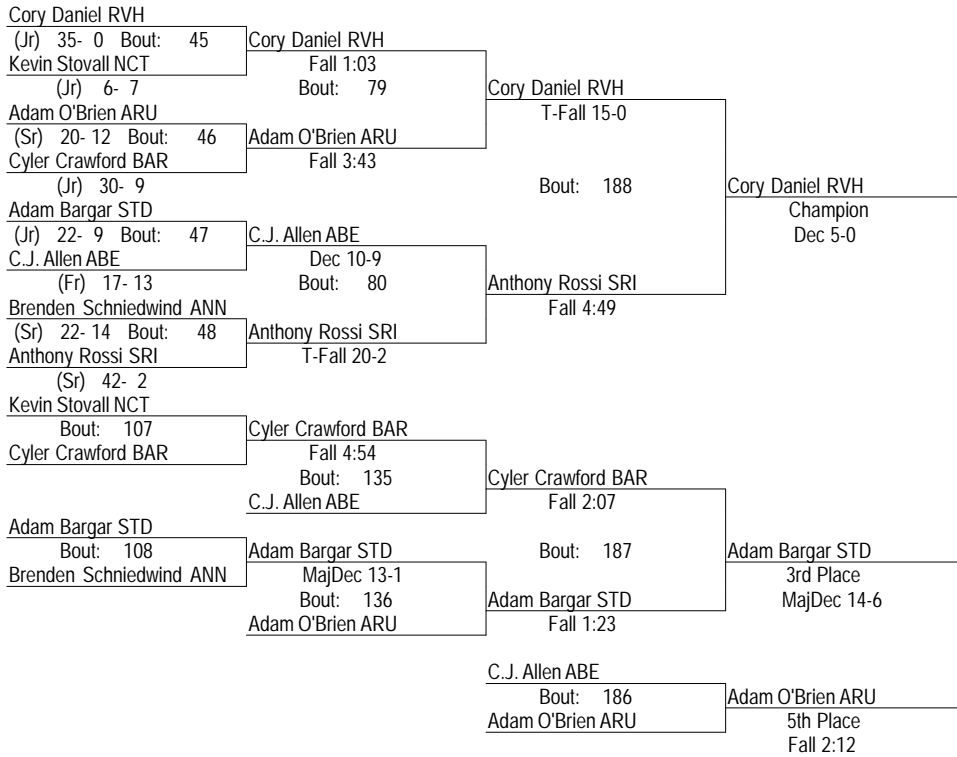 Cory Daniel RVH
(Jr) 35- 0 Bout: 45
Cory Daniel RVH
Kevin Stovall NCT
Fall 1:03
(Jr) 6- 7
Bout: 79
Cory Daniel RVH
Adam O'Brien ARU
T-Fall 15-0
(Sr) 20- 12 Bout: 46
Adam O'Brien ARU
Cyler Crawford BAR
Fall 3:43
(Jr) 30- 9
Bout: 188
Cory Daniel RVH
Adam Bargar STD
Champion
(Jr) 22- 9 Bout: 47
C.J. Allen ABE
Dec 5-0
C.J. Allen ABE
Dec 10-9
(Fr) 17- 13
Bout: 80
Anthony Rossi SRI
Brenden Schniedwind ANN
Fall 4:49
(Sr) 22- 14 Bout: 48
Anthony Rossi SRI
Anthony Rossi SRI
T-Fall 20-2
(Sr) 42- 2
Kevin Stovall NCT
Bout: 107
Cyler Crawford BAR
Cyler Crawford BAR
Fall 4:54
Bout: 135
Cyler Crawford BAR
C.J. Allen ABE
Fall 2:07
Adam Bargar STD
Bout: 108
Adam Bargar STD
Bout: 187
Adam Bargar STD
Brenden Schniedwind ANN
MajDec 13-1
3rd Place
Bout: 136
Adam Bargar STD
MajDec 14-6
Adam O'Brien ARU
Fall 1:23
C.J. Allen ABE
Bout: 186
Adam O'Brien ARU
Adam O'Brien ARU
5th Place
Fall 2:12